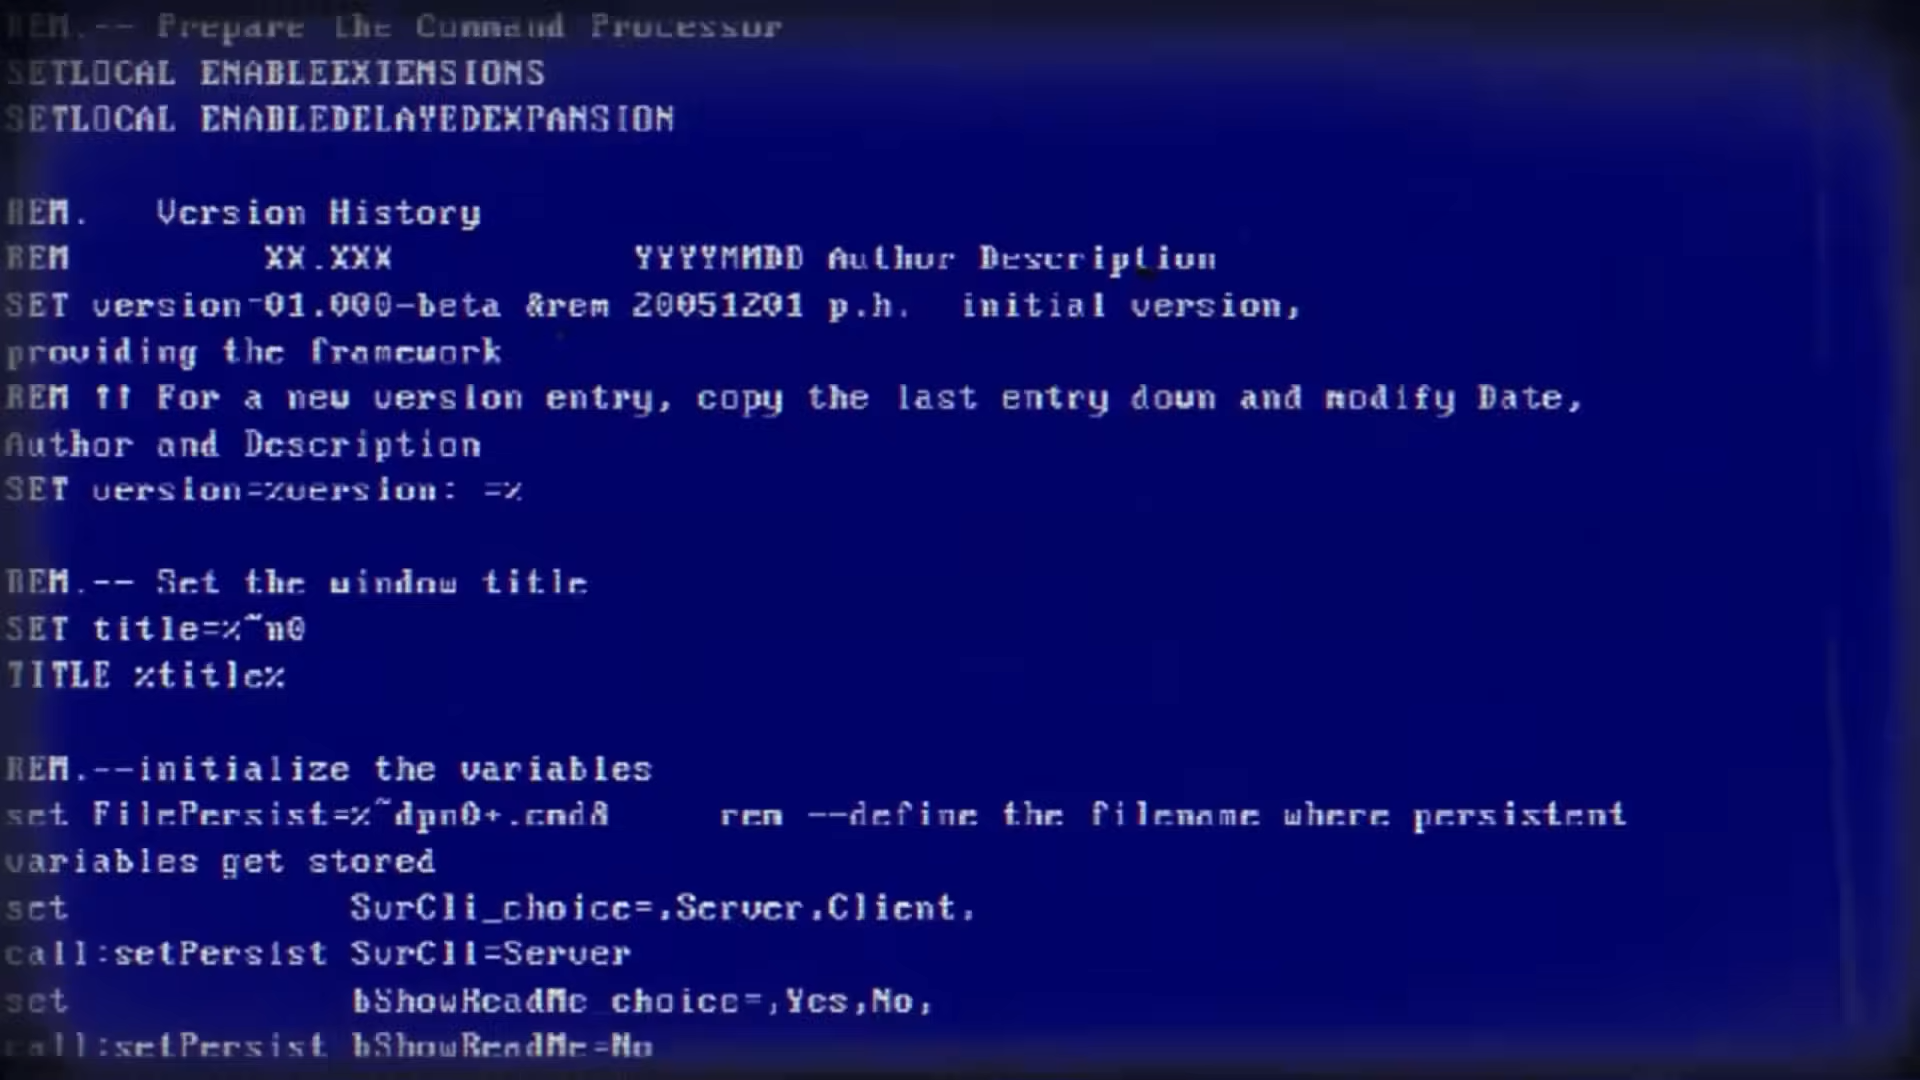 REM.-- Prepare the Command Processor
SETLOCAL ENABLEEXTENSIONS
SETLOCAL ENABLEDELAYEDEXPANSION
REM.   Version History
REM         XX.XXX           YYYYMMDD Author Description
SET version=01.000-beta &rem 20051201 p.h.  initial version,
providing the framework
REM !! For a new version entry, copy the last entry down and modify Date,
Author and Description
SET version=%version: =%
REM.-- Set the window title
SET title=%~n0
TITLE %title%
REM.--initialize the variables
set FilePersist=%~dpn0+.cmd&     rem --define the filename where persistent
variables get stored
set             SvrCli_choice=,Server,Client,
call:setPersist SvrCli=Server
set             bShowReadMe_choice=,Yes,No,
call:setPersist bShowReadMe=No